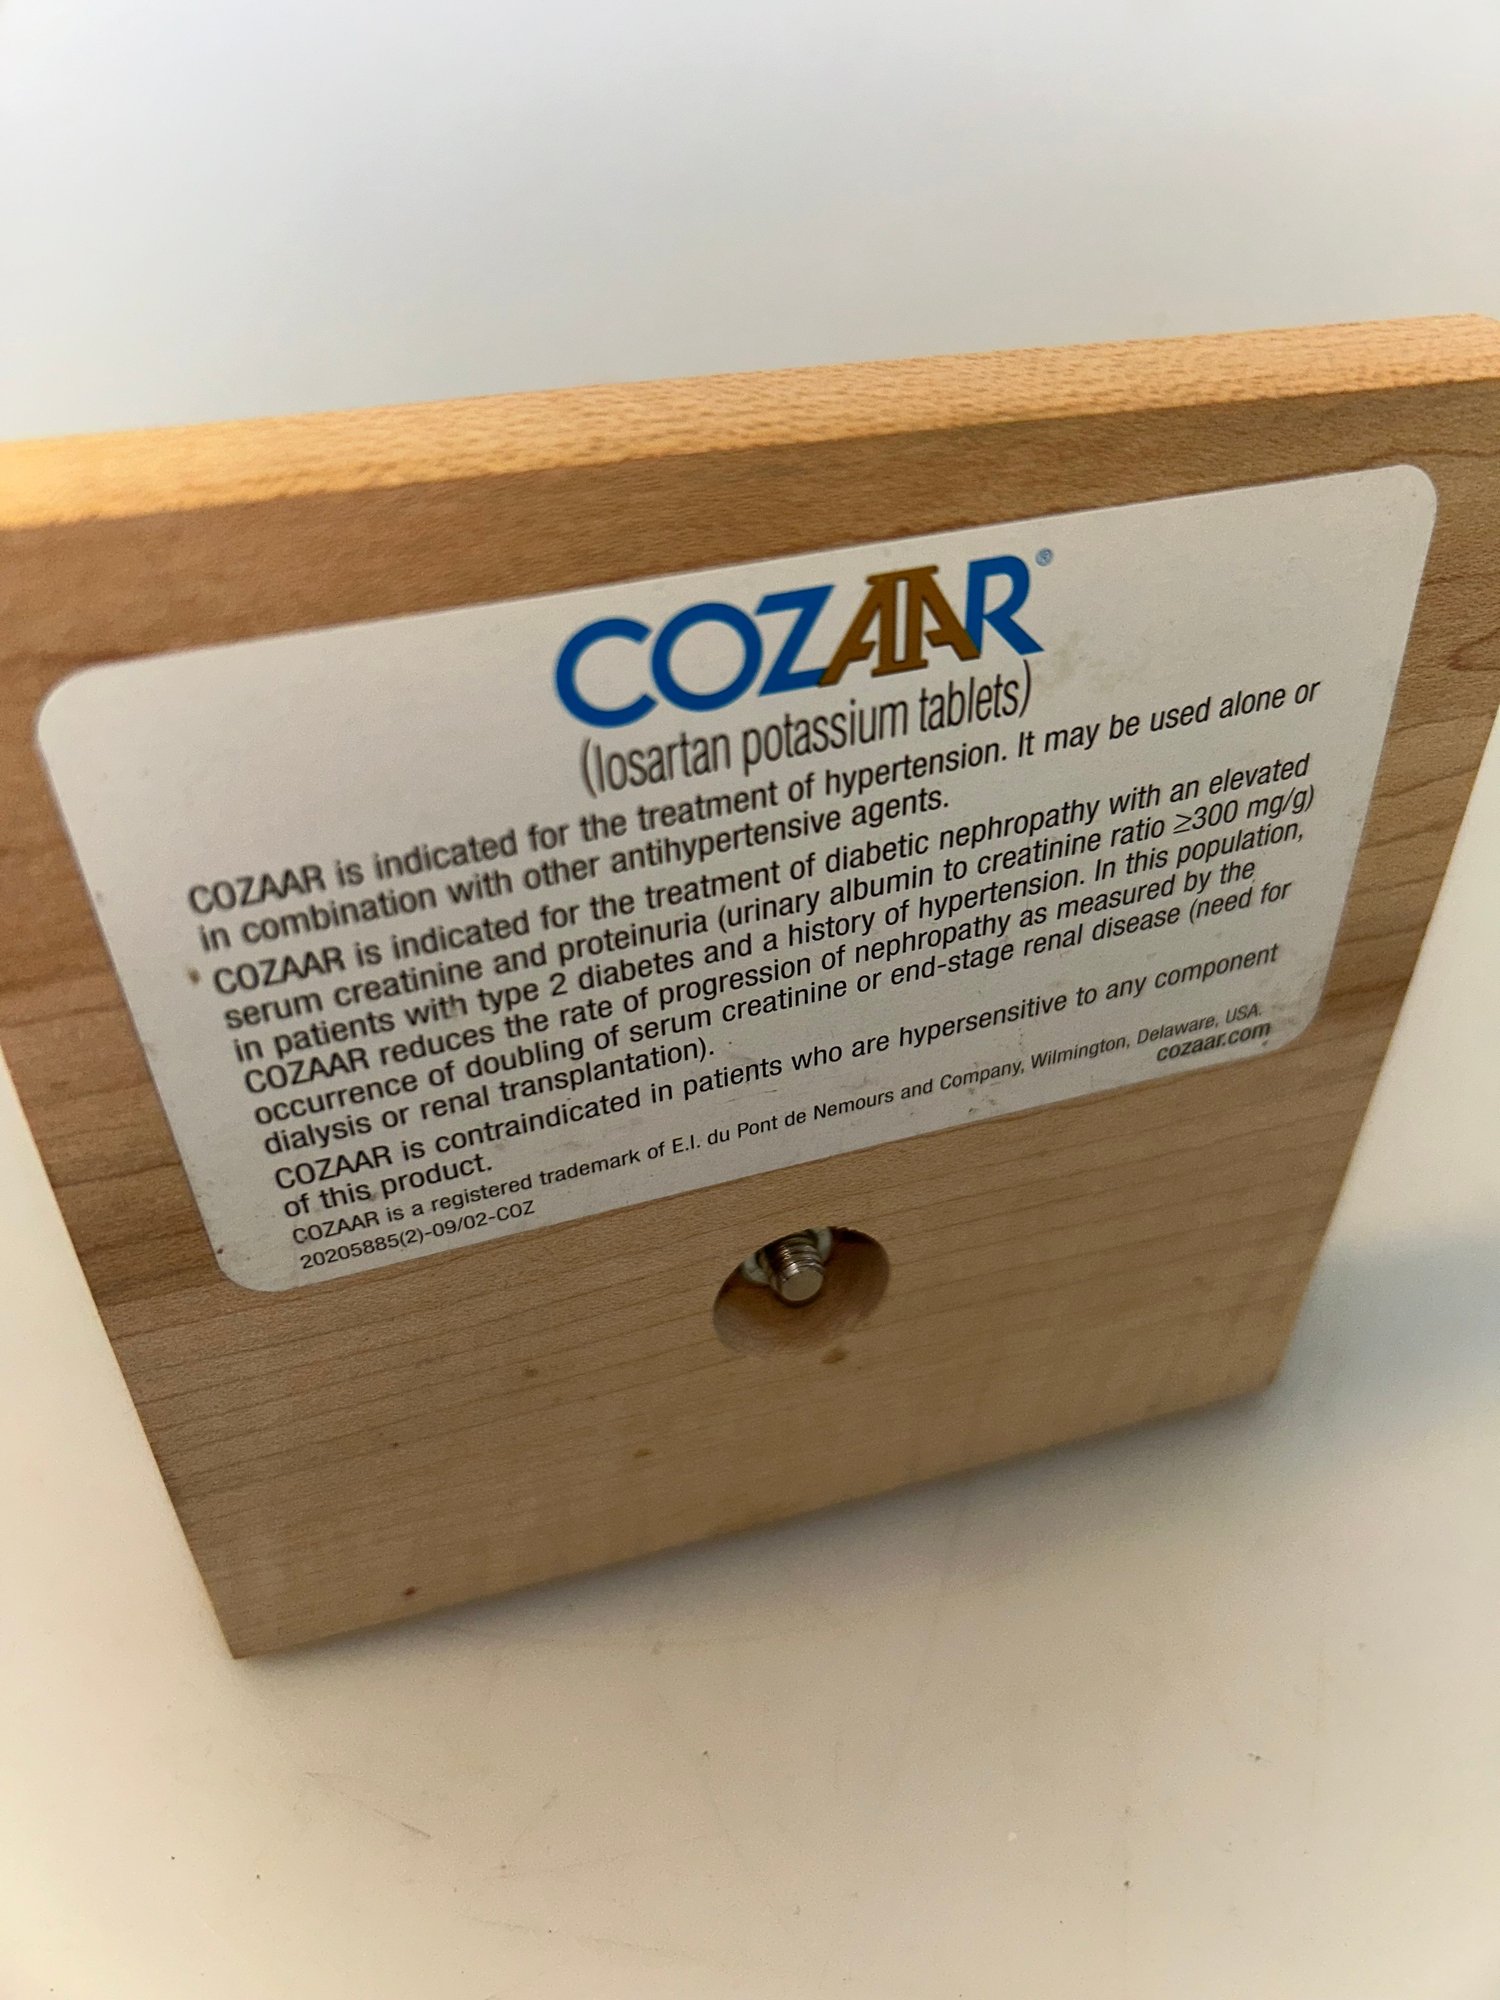 COZAAR®
(losartan potassium tablets)
COZAAR is indicated for the treatment of hypertension. It may be used alone or
in combination with other antihypertensive agents.
COZAAR is indicated for the treatment of diabetic nephropathy with an elevated
serum creatinine and proteinuria (urinary albumin to creatinine ratio ≥300 mg/g)
in patients with type 2 diabetes and a history of hypertension. In this population,
COZAAR reduces the rate of progression of nephropathy as measured by the
occurrence of doubling of serum creatinine or end-stage renal disease (need for
dialysis or renal transplantation).
COZAAR is contraindicated in patients who are hypersensitive to any component
of this product.
COZAAR is a registered trademark of E.I. du Pont de Nemours and Company, Wilmington, Delaware, USA.
20205885(2)-09/02-COZ
cozaar.com